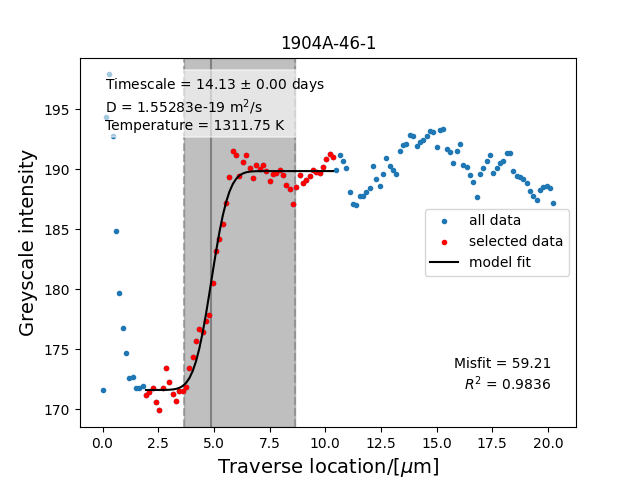 1904A-46-1
Timescale = 14.13 ± 0.00 days
D = 1.55283e-19 m²/s
Temperature = 1311.75 K
195
190
185
180
175
170
Greyscale intensity
all data
selected data
model fit
Misfit = 59.21
R² = 0.9836
0.0 2.5 5.0 7.5 10.0 12.5 15.0 17.5 20.0
Traverse location/[μm]